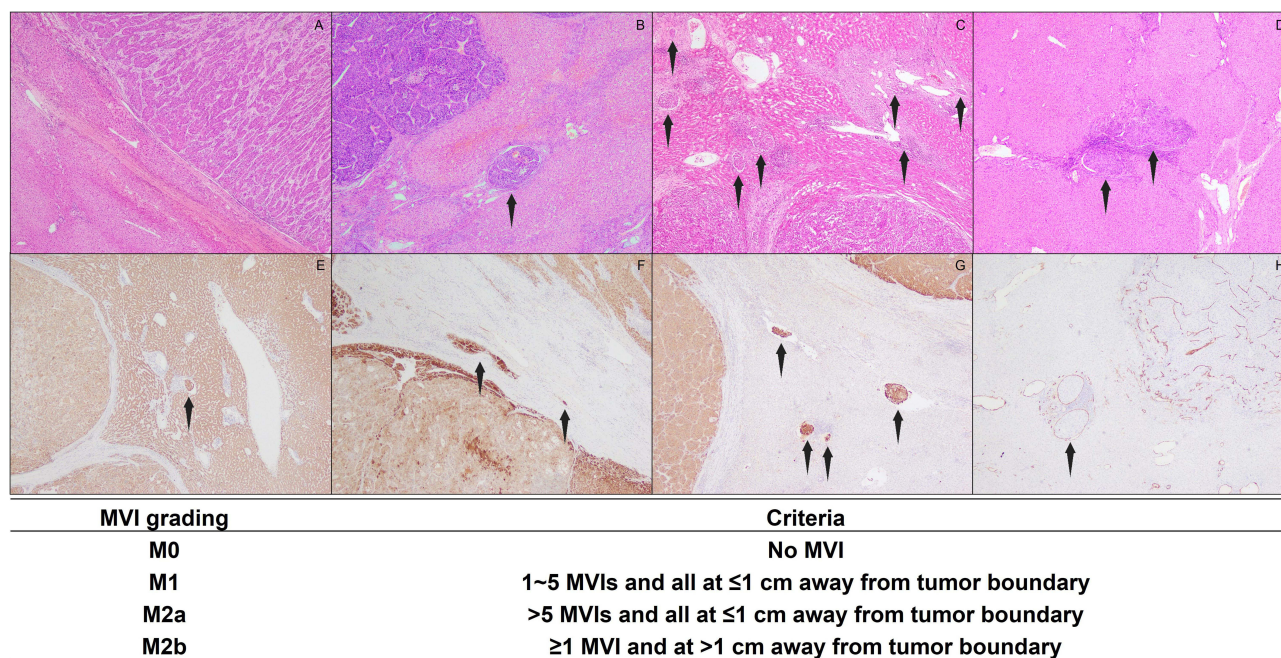 A
B
C
D
E
F
G
H
MVI grading Criteria
M0 No MVI
M1 1~5 MVIs and all at ≤1 cm away from tumor boundary
M2a >5 MVIs and all at ≤1 cm away from tumor boundary
M2b ≥1 MVI and at >1 cm away from tumor boundary